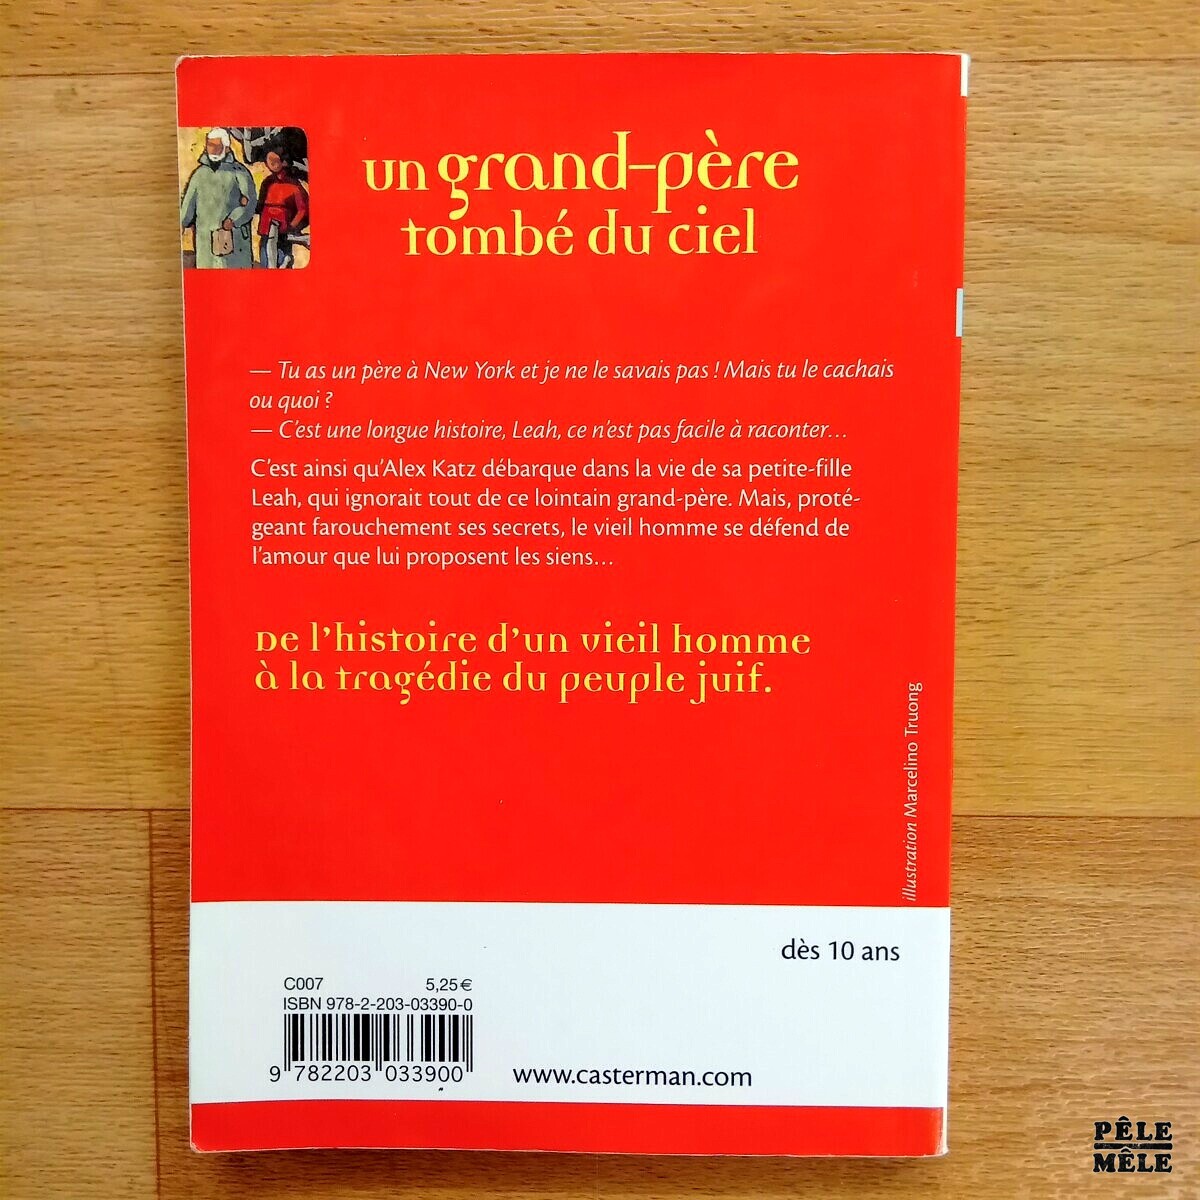 un grand-père
tombé du ciel
— Tu as un père à New York et je ne le savais pas ! Mais tu le cachais
ou quoi ?
— C'est une longue histoire, Leah, ce n'est pas facile à raconter...
C'est ainsi qu'Alex Katz débarque dans la vie de sa petite-fille
Leah, qui ignorait tout de ce lointain grand-père. Mais, proté-
geant farouchement ses secrets, le vieil homme se défend de
l'amour que lui proposent les siens...
De l'histoire d'un vieil homme
à la tragédie du peuple juif.
illustration Marcelino Truong
dès 10 ans
C007 5,25 €
ISBN 978-2-203-03390-0
9 782203 033900
www.casterman.com
PÊLE
MÊLE